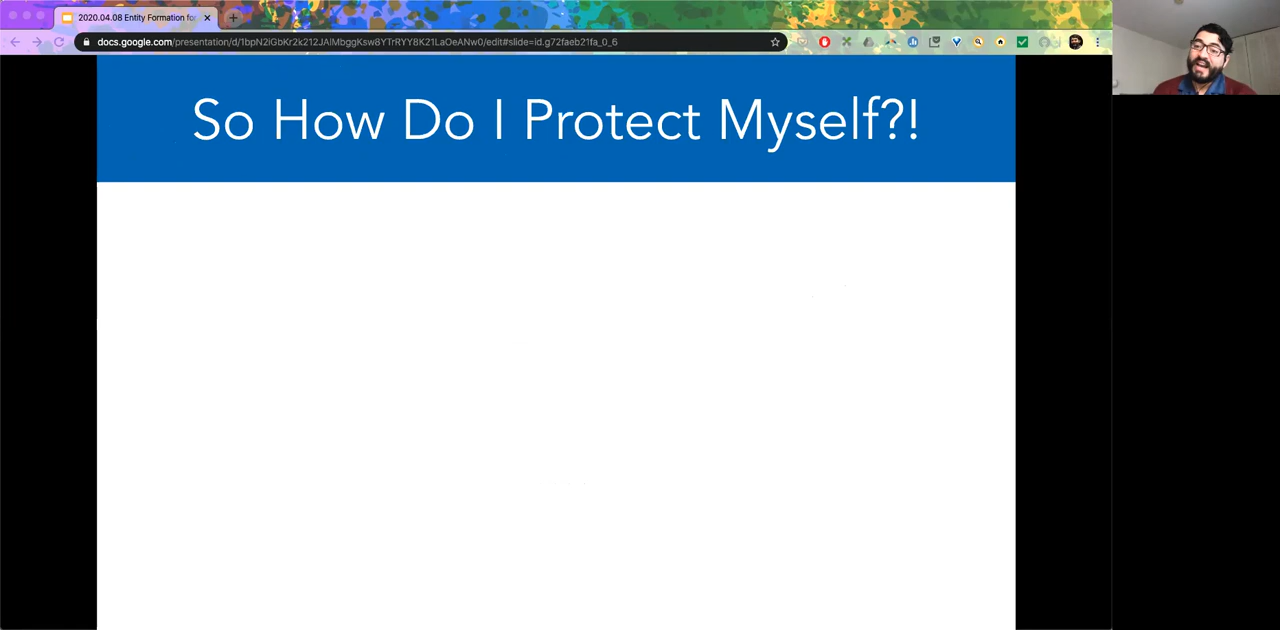 2020.04.08 Entity Formation for
docs.google.com/presentation/d/1bpN2iGbKr2k212JAlMbggKsw8YTrRYY8K21LaOeANw0/edit#slide=id.g72faeb21fa_0_6
So How Do I Protect Myself?!